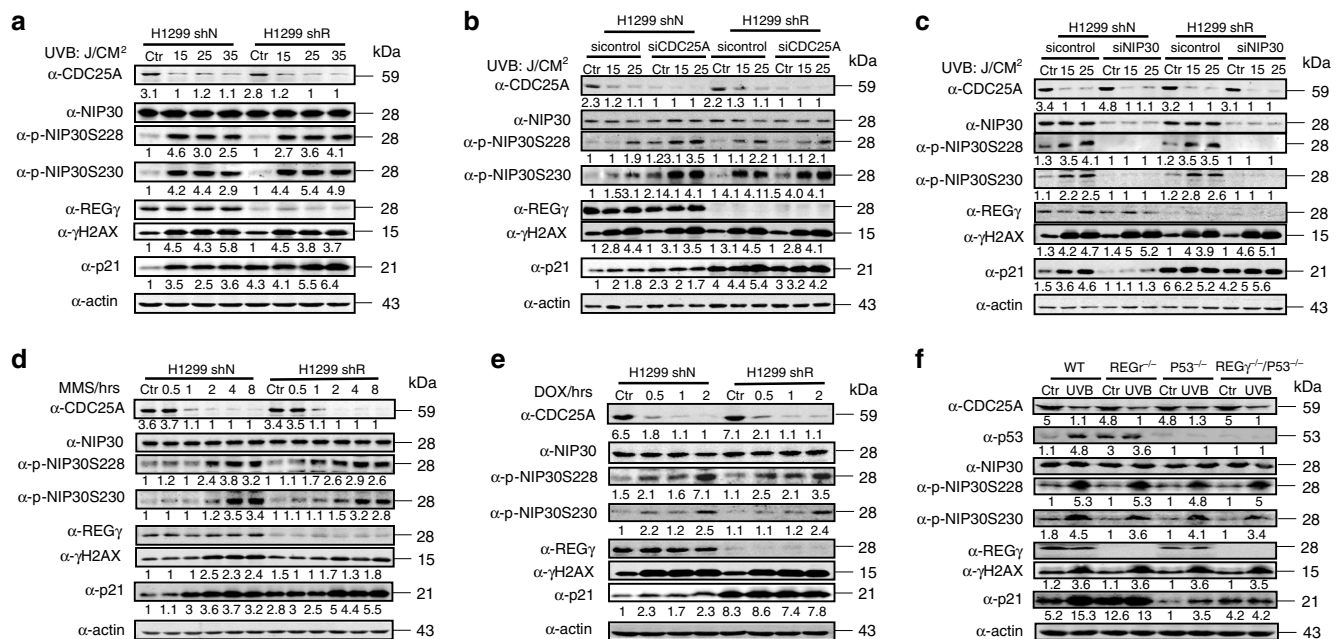 a
H1299 shN H1299 shR
UVB: J/CM² Ctr 15 25 35 Ctr 15 25 35 kDa
α-CDC25A 59
3.1 1 1.2 1.1 2.8 1.2 1 1
α-NIP30 28
α-p-NIP30S228 28
1 4.6 3.0 2.5 1 2.7 3.6 4.1
α-p-NIP30S230 28
1 4.2 4.4 2.9 1 4.4 5.4 4.9
α-REGγ 28
α-γH2AX 15
1 4.5 4.3 5.8 1 4.5 3.8 3.7
α-p21 21
1 3.5 2.5 3.6 4.3 4.1 5.5 6.4
α-actin 43
b
H1299 shN H1299 shR
sicontrol siCDC25A sicontrol siCDC25A kDa
UVB: J/CM² Ctr 15 25 Ctr 15 25 Ctr 15 25 Ctr 15 25
α-CDC25A 59
2.3 1.2 1.1 1 1 1 2.2 1.3 1.1 1 1 1
α-NIP30 28
α-p-NIP30S228 28
1 1 1.9 1.23.1 3.5 1 1.1 2.2 1 1.1 2.1
α-p-NIP30S230 28
1 1.53.1 2.14.1 4.1 1 4.1 4.11.5 4.0 4.1
α-REGγ 28
α-γH2AX 15
1 2.8 4.4 1 3.1 3.5 1 3.1 4.5 1 2.8 4.1
α-p21 21
1 2 1.8 2.3 2 1.7 4 4.4 5.4 3 3.2 4.2
α-actin 43
c
H1299 shN H1299 shR
sicontrol siNIP30 sicontrol siNIP30
UVB: J/CM² Ctr 15 25 Ctr 15 25 Ctr 15 25 Ctr 15 25 kDa
α-CDC25A 59
3.4 1 1 4.8 1 1.1 3.2 1 1 3.1 1 1
α-NIP30 28
α-p-NIP30S228 28
1.3 3.5 4.1 1 1 1 1.2 3.5 3.5 1 1 1
α-p-NIP30S230 28
1.1 2.2 2.5 1 1 1 1.2 2.8 2.6 1 1 1
α-REGγ 28
α-γH2AX 15
1.3 4.2 4.7 1.4 5 5.2 1 4 3.9 1 4.6 5.1
α-p21 21
1.5 3.6 4.6 1 1.1 1.3 6 6.2 5.2 4.2 5 5.6
α-actin 43
d
H1299 shN H1299 shR
MMS/hrs Ctr 0.5 1 2 4 8 Ctr 0.5 1 2 4 8 kDa
α-CDC25A 59
3.6 3.7 1.1 1 1 1 3.4 3.5 1 1 1 1
α-NIP30 28
α-p-NIP30S228 28
1 1.2 1 2.4 3.8 3.2 1 1.1 1.7 2.6 2.9 2.6
α-p-NIP30S230 28
1 1 1 1.2 3.5 3.4 1 1.1 1.1 1.5 3.2 2.8
α-REGγ 28
α-γH2AX 15
1 1 1 2.5 2.3 2.4 1.5 1 1 1.7 1.3 1.8
α-p21 21
1 1.1 3 3.6 3.7 3.2 2.8 3 2.5 5 4.4 5.5
α-actin 43
e
H1299 shN H1299 shR
DOX/hrs Ctr 0.5 1 2 Ctr 0.5 1 2 kDa
α-CDC25A 59
6.5 1.8 1.1 1 7.1 2.1 1.1 1.1
α-NIP30 28
α-p-NIP30S228 28
1.5 2.1 1.6 7.1 1.1 2.5 2.1 3.5
α-p-NIP30S230 28
1 2.2 1.2 2.5 1.1 1.1 1.2 2.4
α-REGγ 28
α-γH2AX 15
α-p21 21
1 2.3 1.7 2.3 8.3 8.6 7.4 7.8
α-actin 43
f
WT REGr⁻/⁻ P53⁻/⁻ REGγ⁻/⁻/P53⁻/⁻
Ctr UVB Ctr UVB Ctr UVB Ctr UVB kDa
α-CDC25A 59
5 1.1 4.8 1 4.8 1.3 5 1
α-p53 53
1.1 4.8 3 3.6 1 1 1 1
α-NIP30 28
α-p-NIP30S228 28
1 5.3 1 5.3 1 4.8 1 5
α-p-NIP30S230 28
1.8 4.5 1 3.6 1 4.1 1 3.4
α-REGγ 28
α-γH2AX 15
1.2 3.6 1.1 3.6 1 3.6 1 3.5
α-p21 21
5.2 15.3 12.6 13 1 3.5 4.2 4.2
α-actin 43